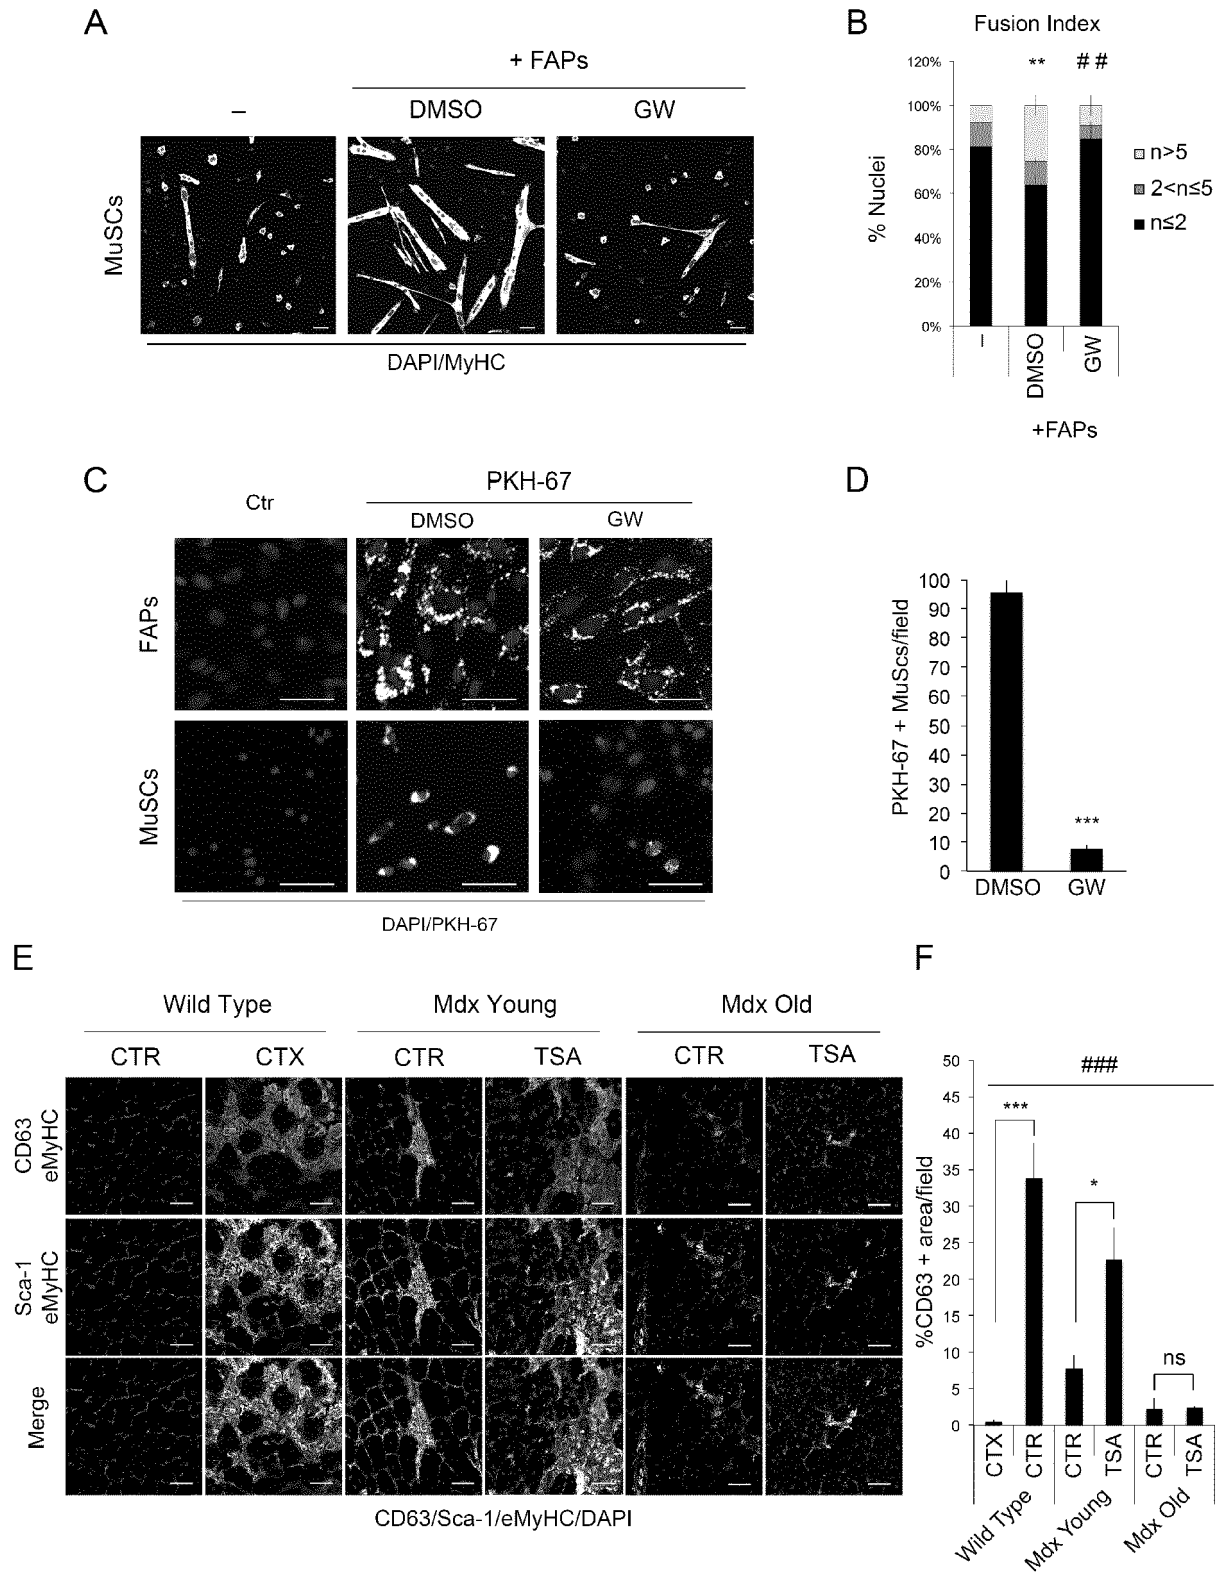 A
+ FAPs
–
DMSO
GW
MuSCs
DAPI/MyHC
B
Fusion Index
120%
100%
80%
60%
40%
20%
0%
% Nuclei
**
# #
n>5
2<n≤5
n≤2
–
DMSO
GW
+FAPs
C
PKH-67
Ctr
DMSO
GW
FAPs
MuSCs
DAPI/PKH-67
D
PKH-67 + MuScs/field
100
90
80
70
60
50
40
30
20
10
0
***
DMSO
GW
E
Wild Type
Mdx Young
Mdx Old
CTR
CTX
CTR
TSA
CTR
TSA
CD63
eMyHC
Sca-1
eMyHC
Merge
CD63/Sca-1/eMyHC/DAPI
F
%CD63 + area/field
50
45
40
35
30
25
20
15
10
5
0
###
***
*
ns
CTX
CTR
CTR
TSA
CTR
TSA
Wild Type
Mdx Young
Mdx Old